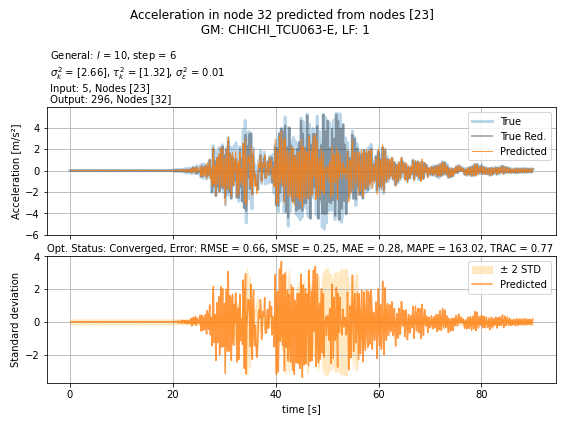 Acceleration in node 32 predicted from nodes [23]
GM: CHICHI_TCU063-E, LF: 1
General: l = 10, step = 6
σ²ₖ = [2.66], τ²ₖ = [1.32], σ²ε = 0.01
Input: 5, Nodes [23]
Output: 296, Nodes [32]
Acceleration [m/s²]
4
2
0
−2
−4
−6
True
True Red.
Predicted
Opt. Status: Converged, Error: RMSE = 0.66, SMSE = 0.25, MAE = 0.28, MAPE = 163.02, TRAC = 0.77
Standard deviation
4
2
0
−2
± 2 STD
Predicted
0 20 40 60 80
time [s]